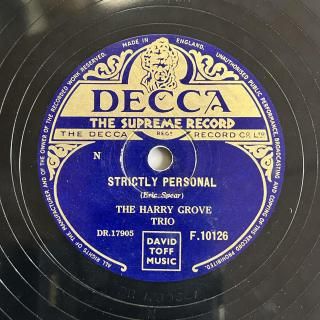 MADE IN ENGLAND.
ALL RIGHTS OF THE MANUFACTURER AND OF THE OWNER OF THE RECORDED WORK RESERVED.
UNAUTHORISED PUBLIC PERFORMANCE, BROADCASTING AND COPYING OF THIS RECORD PROHIBITED.
DECCA
THE SUPREME RECORD
THE DECCA REGT RECORD CO. LTD
N
STRICTLY PERSONAL
(Eric Spear)
THE HARRY GROVE
TRIO
DR.17905
F.10126
DAVID
TOFF
MUSIC